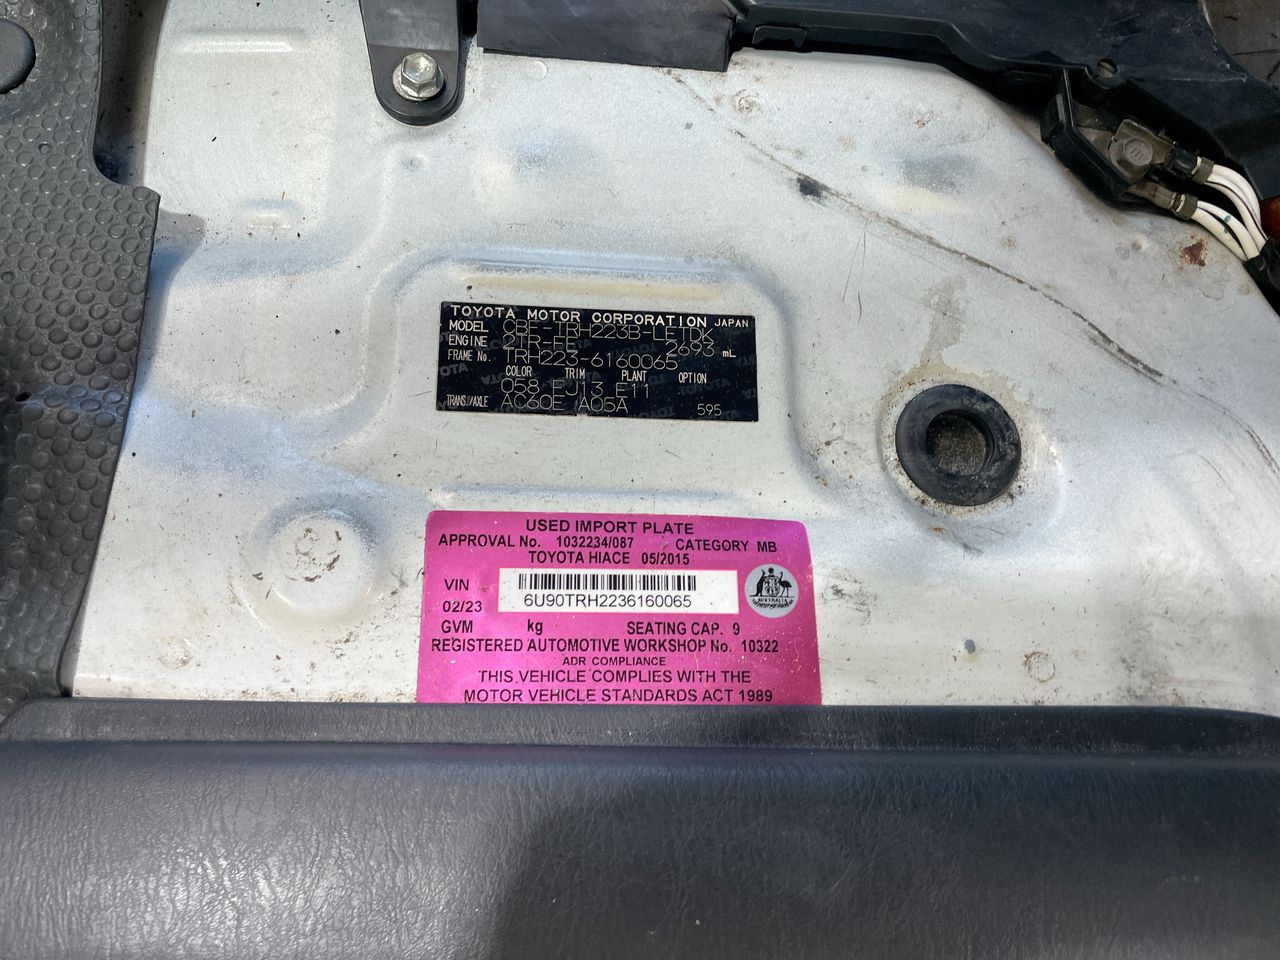 TOYOTA MOTOR CORPORATION JAPAN
MODEL CBF-TRH223B-LETDK
ENGINE 2TR-FE 2693 mL
FRAME No. TRH223-6160065
COLOR TRIM PLANT OPTION
058 FJ13 E11
TRANS./AXLE AC60E A05A 595
USED IMPORT PLATE
APPROVAL No. 1032234/087 CATEGORY MB
TOYOTA HIACE 05/2015
VIN
02/23 6U90TRH2236160065
AUSTRALIA
GVM kg SEATING CAP. 9
REGISTERED AUTOMOTIVE WORKSHOP No. 10322
ADR COMPLIANCE
THIS VEHICLE COMPLIES WITH THE
MOTOR VEHICLE STANDARDS ACT 1989